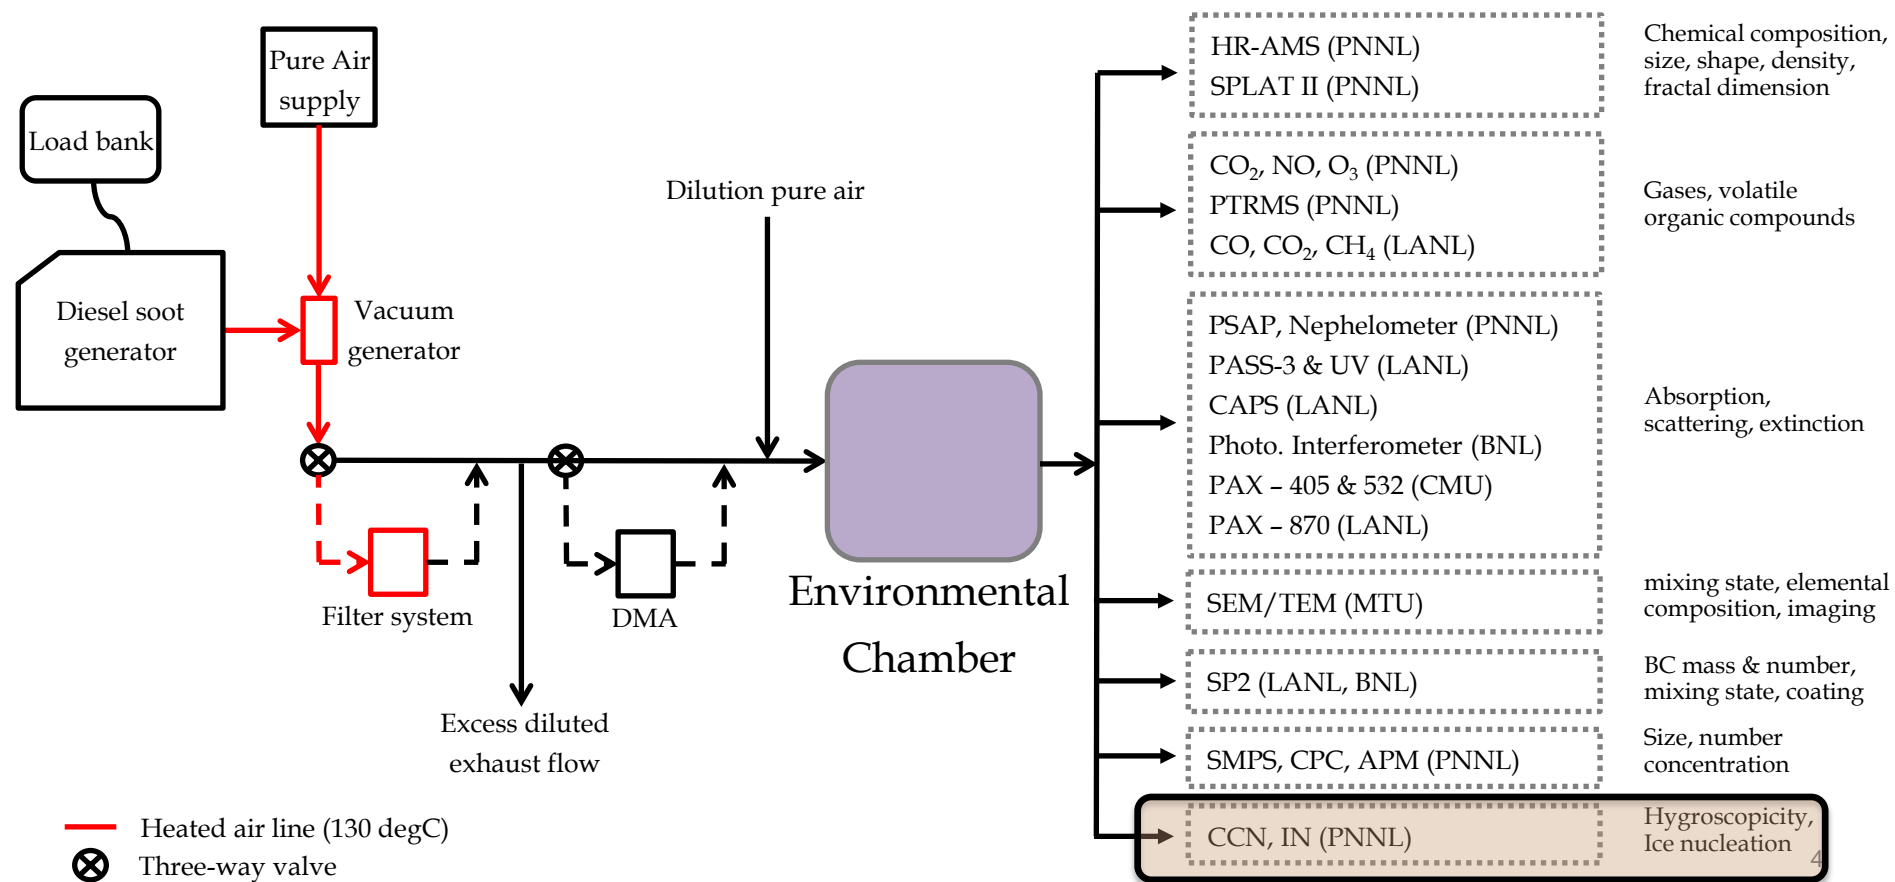 Pure Air
supply
Load bank
Diesel soot
generator
Vacuum
generator
Dilution pure air
Filter system
DMA
Excess diluted
exhaust flow
Environmental
Chamber
Heated air line (130 degC)
Three-way valve
HR-AMS (PNNL)
SPLAT II (PNNL)
Chemical composition,
size, shape, density,
fractal dimension
CO₂, NO, O₃ (PNNL)
PTRMS (PNNL)
CO, CO₂, CH₄ (LANL)
Gases, volatile
organic compounds
PSAP, Nephelometer (PNNL)
PASS-3 & UV (LANL)
CAPS (LANL)
Photo. Interferometer (BNL)
PAX – 405 & 532 (CMU)
PAX – 870 (LANL)
Absorption,
scattering, extinction
SEM/TEM (MTU)
mixing state, elemental
composition, imaging
SP2 (LANL, BNL)
BC mass & number,
mixing state, coating
SMPS, CPC, APM (PNNL)
Size, number
concentration
CCN, IN (PNNL)
Hygroscopicity,
Ice nucleation
4